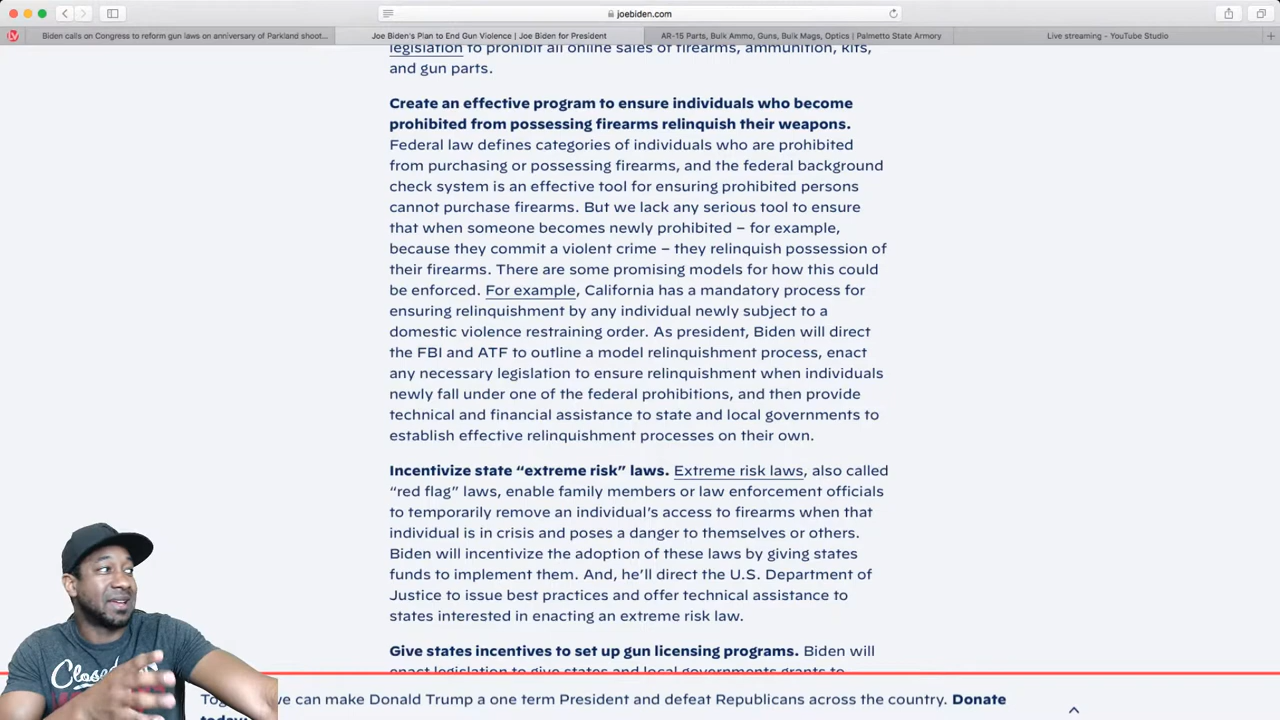 joebiden.com
Biden calls on Congress to reform gun laws on anniversary of Parkland shoot...
Joe Biden's Plan to End Gun Violence | Joe Biden for President
AR-15 Parts, Bulk Ammo, Guns, Bulk Mags, Optics | Palmetto State Armory
Live streaming - YouTube Studio
legislation to prohibit all online sales of firearms, ammunition, kits,
and gun parts.
Create an effective program to ensure individuals who become
prohibited from possessing firearms relinquish their weapons.
Federal law defines categories of individuals who are prohibited
from purchasing or possessing firearms, and the federal background
check system is an effective tool for ensuring prohibited persons
cannot purchase firearms. But we lack any serious tool to ensure
that when someone becomes newly prohibited – for example,
because they commit a violent crime – they relinquish possession of
their firearms. There are some promising models for how this could
be enforced. For example, California has a mandatory process for
ensuring relinquishment by any individual newly subject to a
domestic violence restraining order. As president, Biden will direct
the FBI and ATF to outline a model relinquishment process, enact
any necessary legislation to ensure relinquishment when individuals
newly fall under one of the federal prohibitions, and then provide
technical and financial assistance to state and local governments to
establish effective relinquishment processes on their own.
Incentivize state “extreme risk” laws. Extreme risk laws, also called
“red flag” laws, enable family members or law enforcement officials
to temporarily remove an individual’s access to firearms when that
individual is in crisis and poses a danger to themselves or others.
Biden will incentivize the adoption of these laws by giving states
funds to implement them. And, he’ll direct the U.S. Department of
Justice to issue best practices and offer technical assistance to
states interested in enacting an extreme risk law.
Give states incentives to set up gun licensing programs. Biden will
enact legislation to give states and local governments grants to
we can make Donald Trump a one term President and defeat Republicans across the country. Donate
today!
Closed